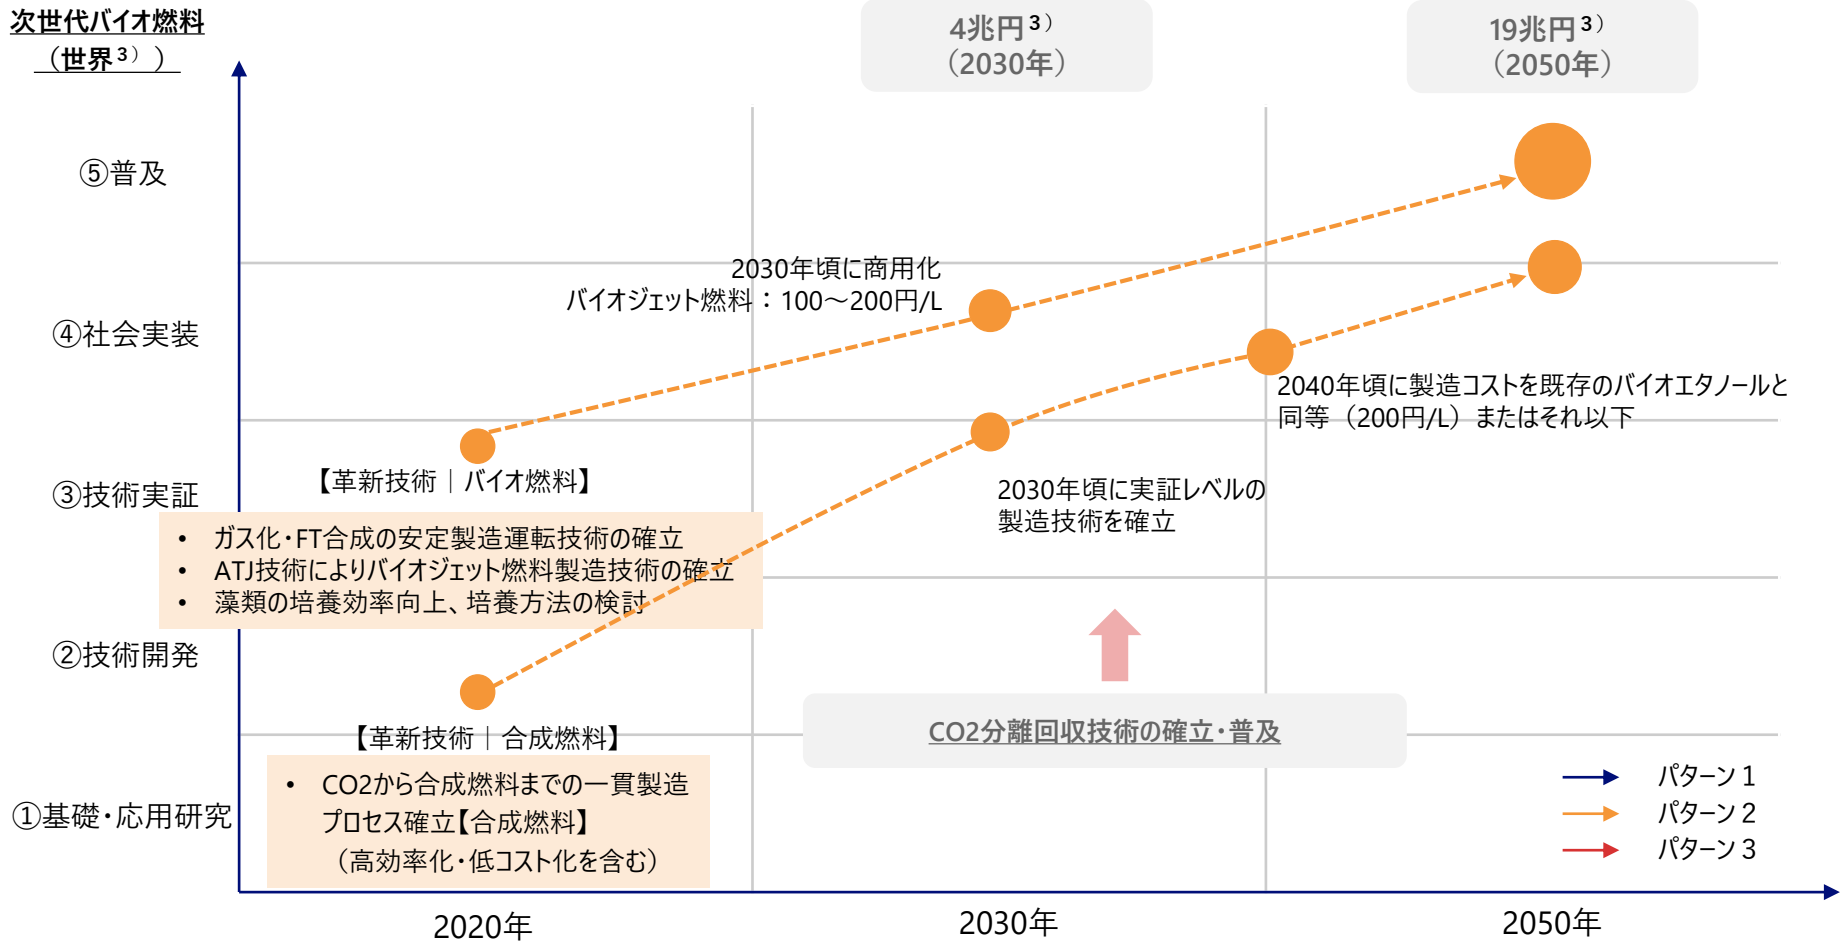 次世代バイオ燃料
（世界3））
4兆円3）
（2030年）
19兆円3）
（2050年）
⑤普及
④社会実装
③技術実証
②技術開発
①基礎・応用研究
2030年頃に商用化
バイオジェット燃料：100～200円/L
2040年頃に製造コストを既存のバイオエタノールと
同等（200円/L）またはそれ以下
【革新技術｜バイオ燃料】
• ガス化・FT合成の安定製造運転技術の確立
• ATJ技術によりバイオジェット燃料製造技術の確立
• 藻類の培養効率向上、培養方法の検討
2030年頃に実証レベルの
製造技術を確立
【革新技術｜合成燃料】
• CO2から合成燃料までの一貫製造
プロセス確立【合成燃料】
（高効率化・低コスト化を含む）
CO2分離回収技術の確立・普及
パターン１
パターン２
パターン３
2020年
2030年
2050年